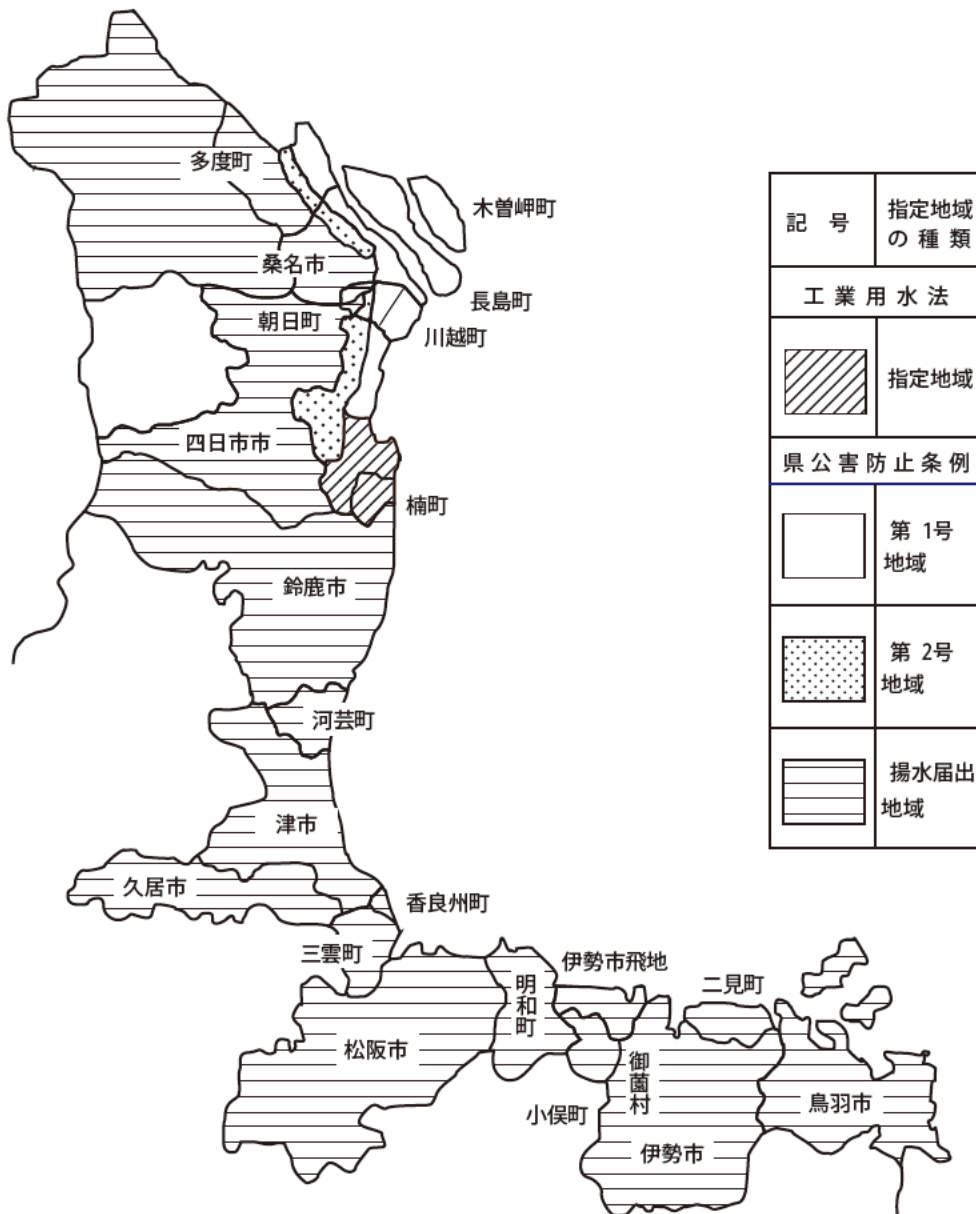 多度町
木曽岬町
桑名市
長島町
朝日町
川越町
四日市市
楠町
鈴鹿市
河芸町
津市
久居市
香良州町
三雲町
伊勢市飛地
二見町
明和町
松阪市
御薗村
小俣町
鳥羽市
伊勢市
記 号
指定地域
の 種 類
工 業 用 水 法
指定地域
県 公 害 防 止 条 例
第 1号
地域
第 2号
地域
揚水届出
地域